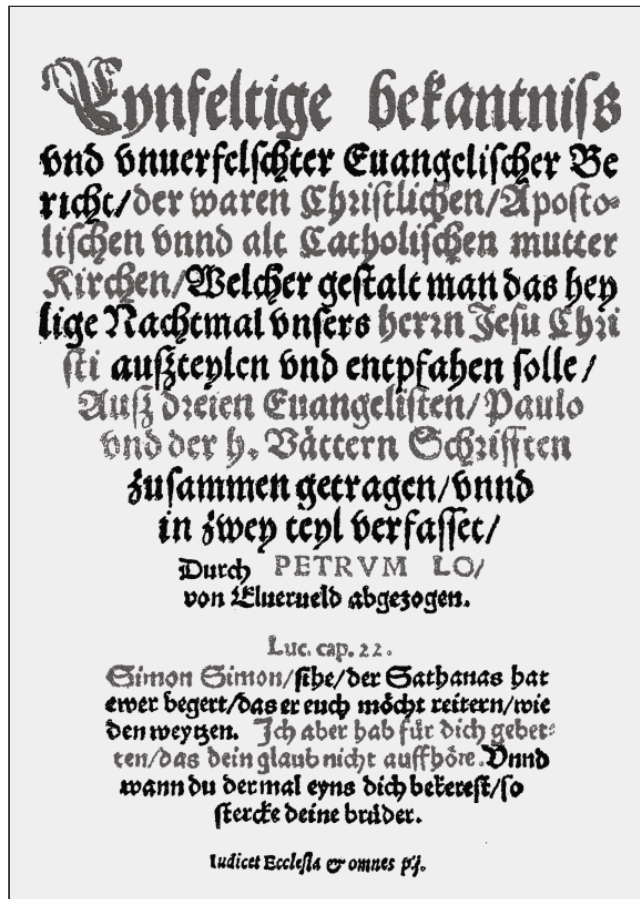 Eynfeltige bekantniſs
vnd vnuerfelſchter Euangeliſcher Be
richt/der waren Chriſtlichen/Apoſto⸗
liſchen vnnd alt Catholiſchen mutter
Kirchen/Welcher geſtalt man das hey
lige Nachtmal vnſers herrn Jeſu Chri
ſti außteylen vnd entpfahen ſolle/
Auß dreien Euangeliſten/Paulo
vnd der h. Vättern Schrifften
zuſammen getragen/vnnd
in zwey teyl verfaſſet/
Durch PETRVM LO/
von Eluerueld abgezogen.
Luc. cap. 22.
Simon Simon/ſihe/der Sathanas hat
ewer begert/das er euch möcht reitern/wie
den weytzen. Ich aber hab für dich gebet⸗
ten/das dein glaub nicht auffhöre. Vnnd
wann du dermal eyns dich bekereſt/ſo
ſtercke deine brüder.
Iudicet Eccleſia & omnes pij.